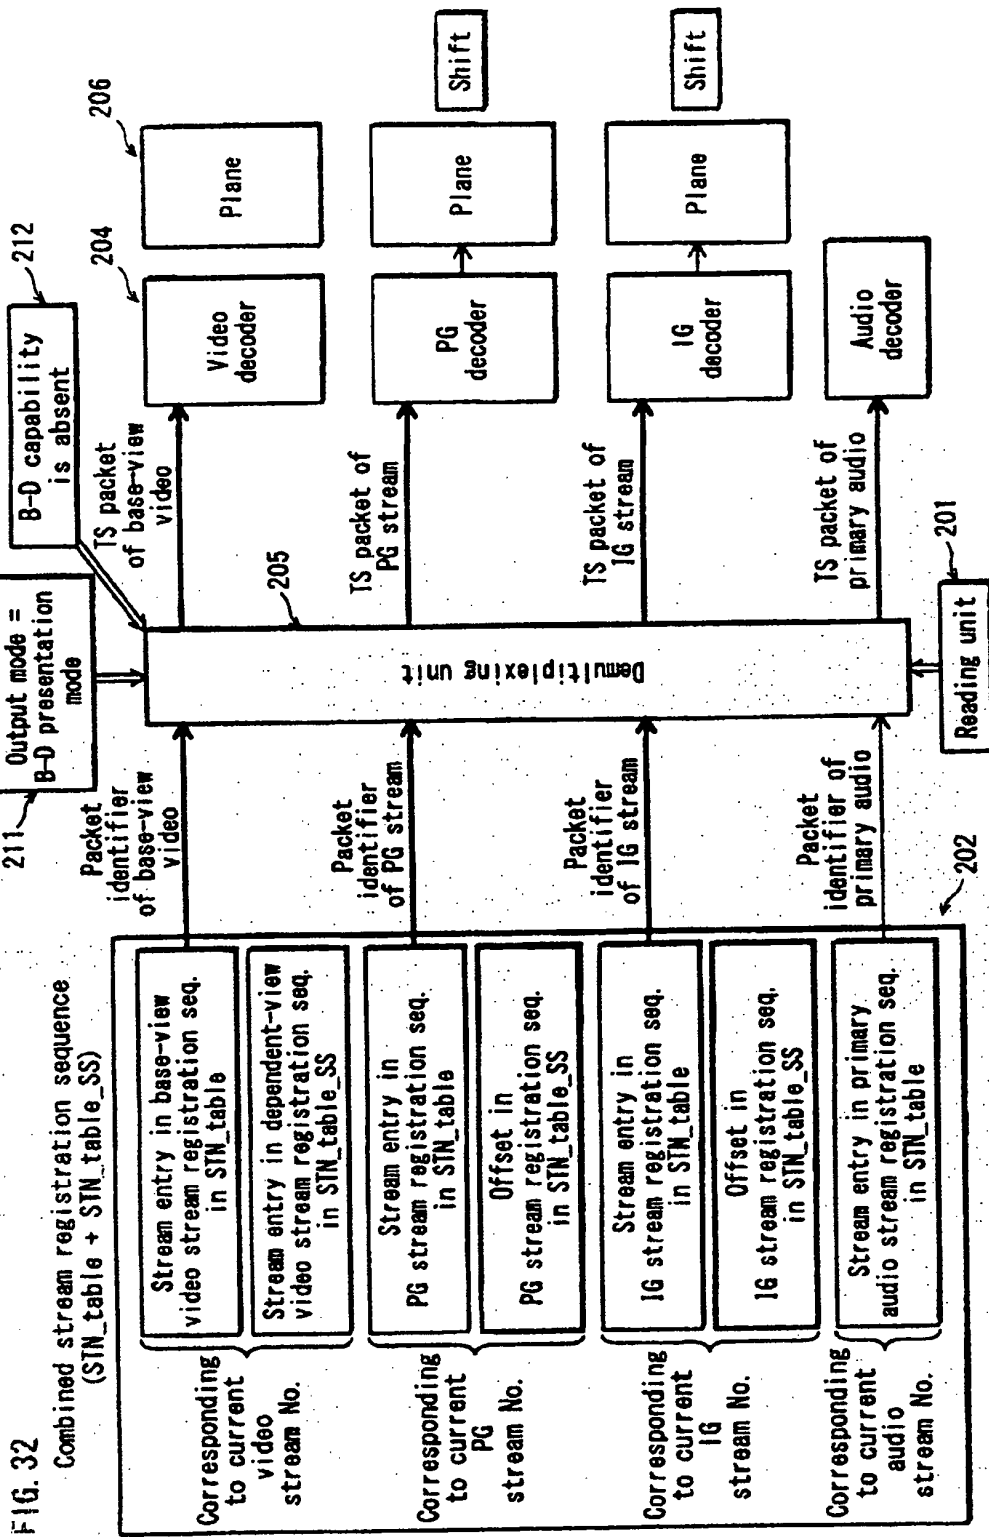 FIG. 32
Combined stream registration sequence
(STN_table + STN_table_SS)
Corresponding
to current
video
stream No.
Stream entry in base-view
video stream registration seq.
in STN_table
Stream entry in dependent-view
video stream registration seq.
in STN_table_SS
Corresponding
to current
PG
stream No.
Stream entry in
PG stream registration seq.
in STN_table
Offset in
PG stream registration seq.
in STN_table_SS
Corresponding
to current
IG
stream No.
Stream entry in
IG stream registration seq.
in STN_table
Offset in
IG stream registration seq.
in STN_table_SS
Corresponding
to current
audio
stream No.
Stream entry in primary
audio stream registration seq.
in STN_table
202
Packet
identifier
of base-view
video
Packet
identifier
of PG stream
Packet
identifier
of IG stream
Packet
identifier of
primary audio
211
Output mode =
B-D presentation
mode
B-D capability
is absent
212
Demultiplexing unit
205
Reading unit
201
TS packet
of base-view
video
TS packet of
PG stream
TS packet of
IG stream
TS packet of
primary audio
204
Video
decoder
PG
decoder
IG
decoder
Audio
decoder
206
Plane
Plane
Plane
Shift
Shift